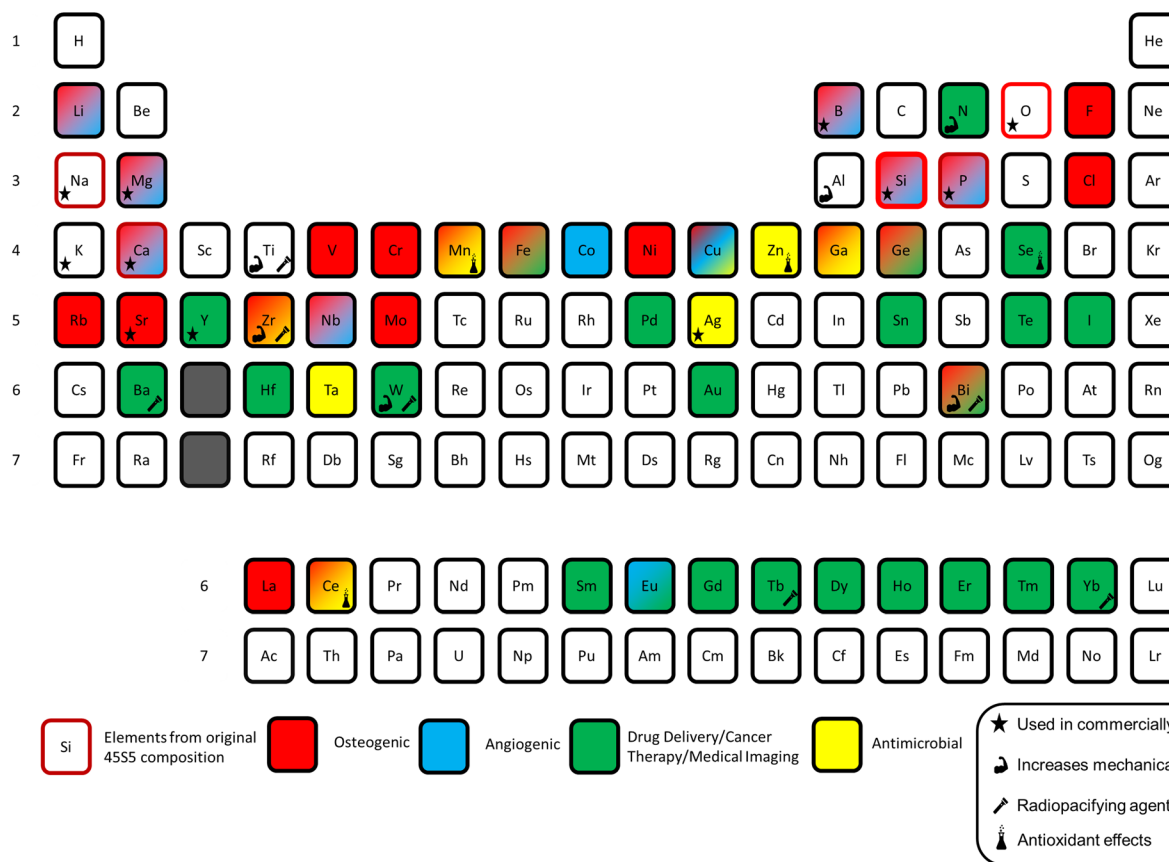 1 H He
2 Li Be B C N O F Ne
3 Na Mg Al Si P S Cl Ar
4 K Ca Sc Ti V Cr Mn Fe Co Ni Cu Zn Ga Ge As Se Br Kr
5 Rb Sr Y Zr Nb Mo Tc Ru Rh Pd Ag Cd In Sn Sb Te I Xe
6 Cs Ba Hf Ta W Re Os Ir Pt Au Hg Tl Pb Bi Po At Rn
7 Fr Ra Rf Db Sg Bh Hs Mt Ds Rg Cn Nh Fl Mc Lv Ts Og
6 La Ce Pr Nd Pm Sm Eu Gd Tb Dy Ho Er Tm Yb Lu
7 Ac Th Pa U Np Pu Am Cm Bk Cf Es Fm Md No Lr
Si
Elements from original
45S5 composition
Osteogenic
Angiogenic
Drug Delivery/Cancer
Therapy/Medical Imaging
Antimicrobial
Used in commercially
Increases mechanica
Radiopacifying agent
Antioxidant effects